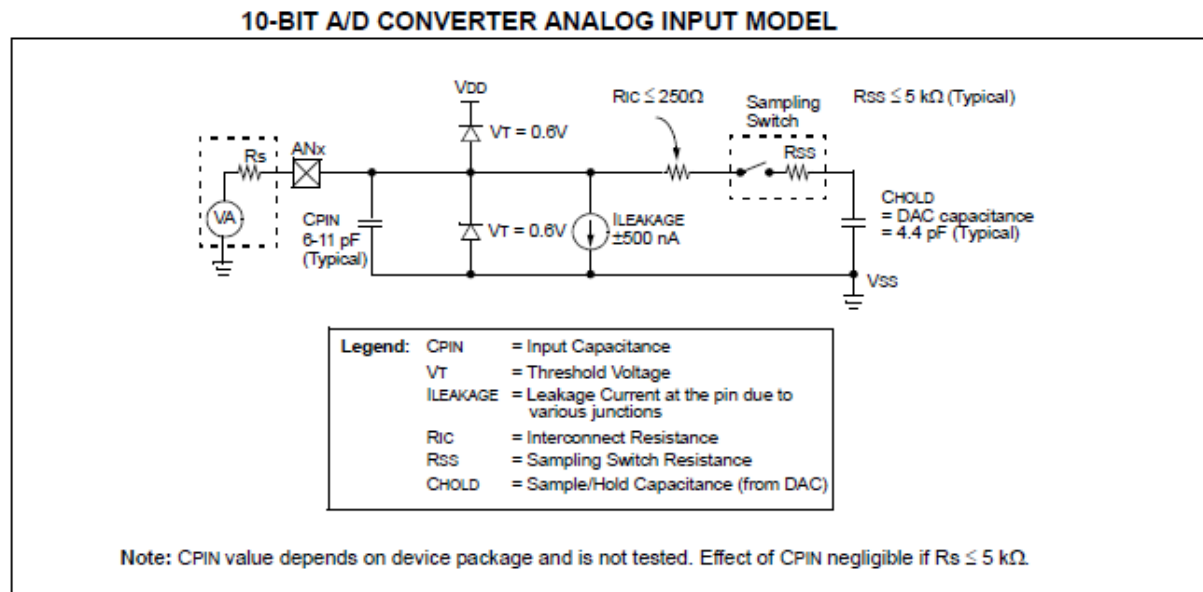 10-BIT A/D CONVERTER ANALOG INPUT MODEL
VDD
RIC ≤ 250Ω
Sampling
Switch
RSS ≤ 5 kΩ (Typical)
VT = 0.6V
Rs
ANx
RSS
VA
CPIN
6-11 pF
(Typical)
VT = 0.6V
ILEAKAGE
±500 nA
CHOLD
= DAC capacitance
= 4.4 pF (Typical)
VSS
Legend: CPIN = Input Capacitance
VT = Threshold Voltage
ILEAKAGE = Leakage Current at the pin due to
various junctions
RIC = Interconnect Resistance
RSS = Sampling Switch Resistance
CHOLD = Sample/Hold Capacitance (from DAC)
Note: CPIN value depends on device package and is not tested. Effect of CPIN negligible if Rs ≤ 5 kΩ.